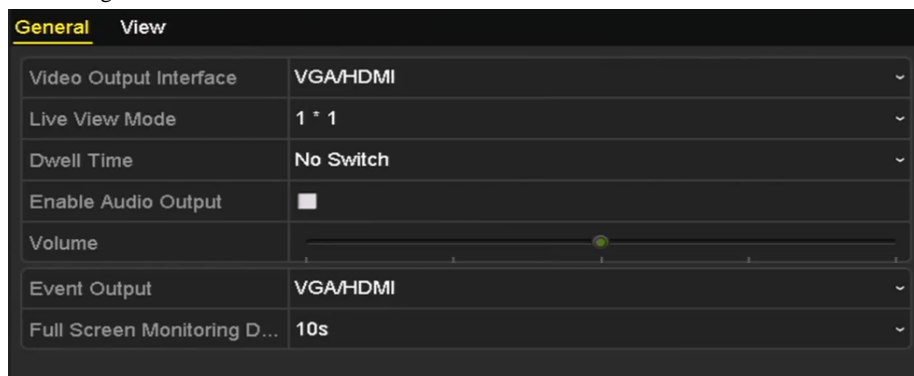 General View
Video Output Interface VGA/HDMI
Live View Mode 1 * 1
Dwell Time No Switch
Enable Audio Output
Volume
Event Output VGA/HDMI
Full Screen Monitoring D... 10s